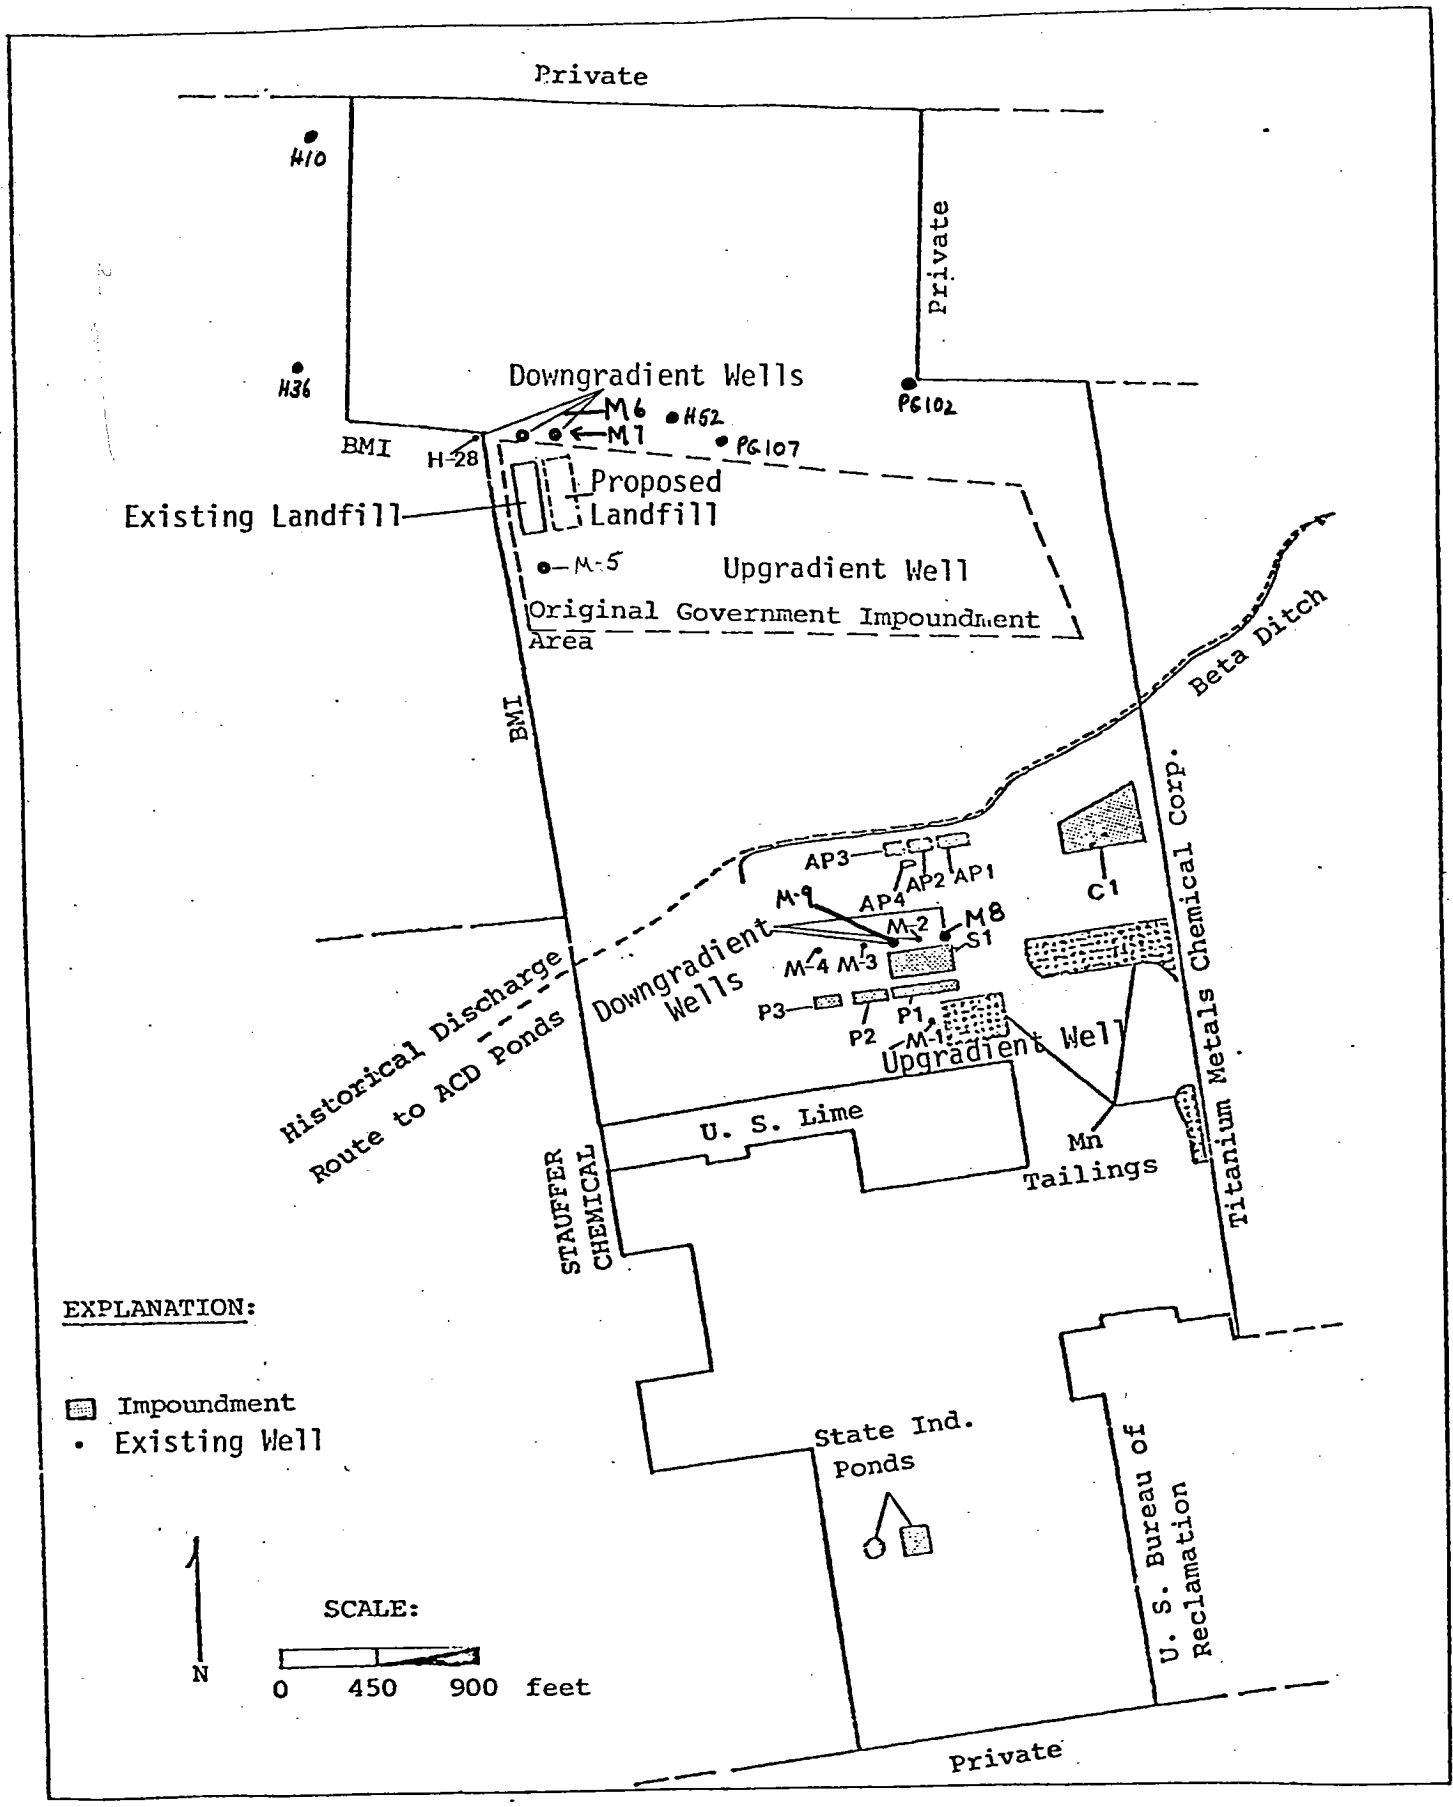 Private
H10
Private
H36
Downgradient Wells
M6
H52
PG102
M7
BMI
H-28
PG107
Proposed
Landfill
Existing Landfill
M-5
Upgradient Well
Original Government Impoundment
Area
Beta Ditch
BMI
AP3
AP4
AP2
AP1
C1
Titanium Metals Chemical Corp.
M-9
M-2
M8
S1
M-4
M-3
Downgradient
Wells
P3
P2
P1
M-1
Upgradient Well
Historical Discharge
Route to ACD Ponds
U. S. Lime
Mn
Tailings
STAUFFER
CHEMICAL
EXPLANATION:
Impoundment
Existing Well
State Ind.
Ponds
U. S. Bureau of
Reclamation
N
SCALE:
0 450 900 feet
Private